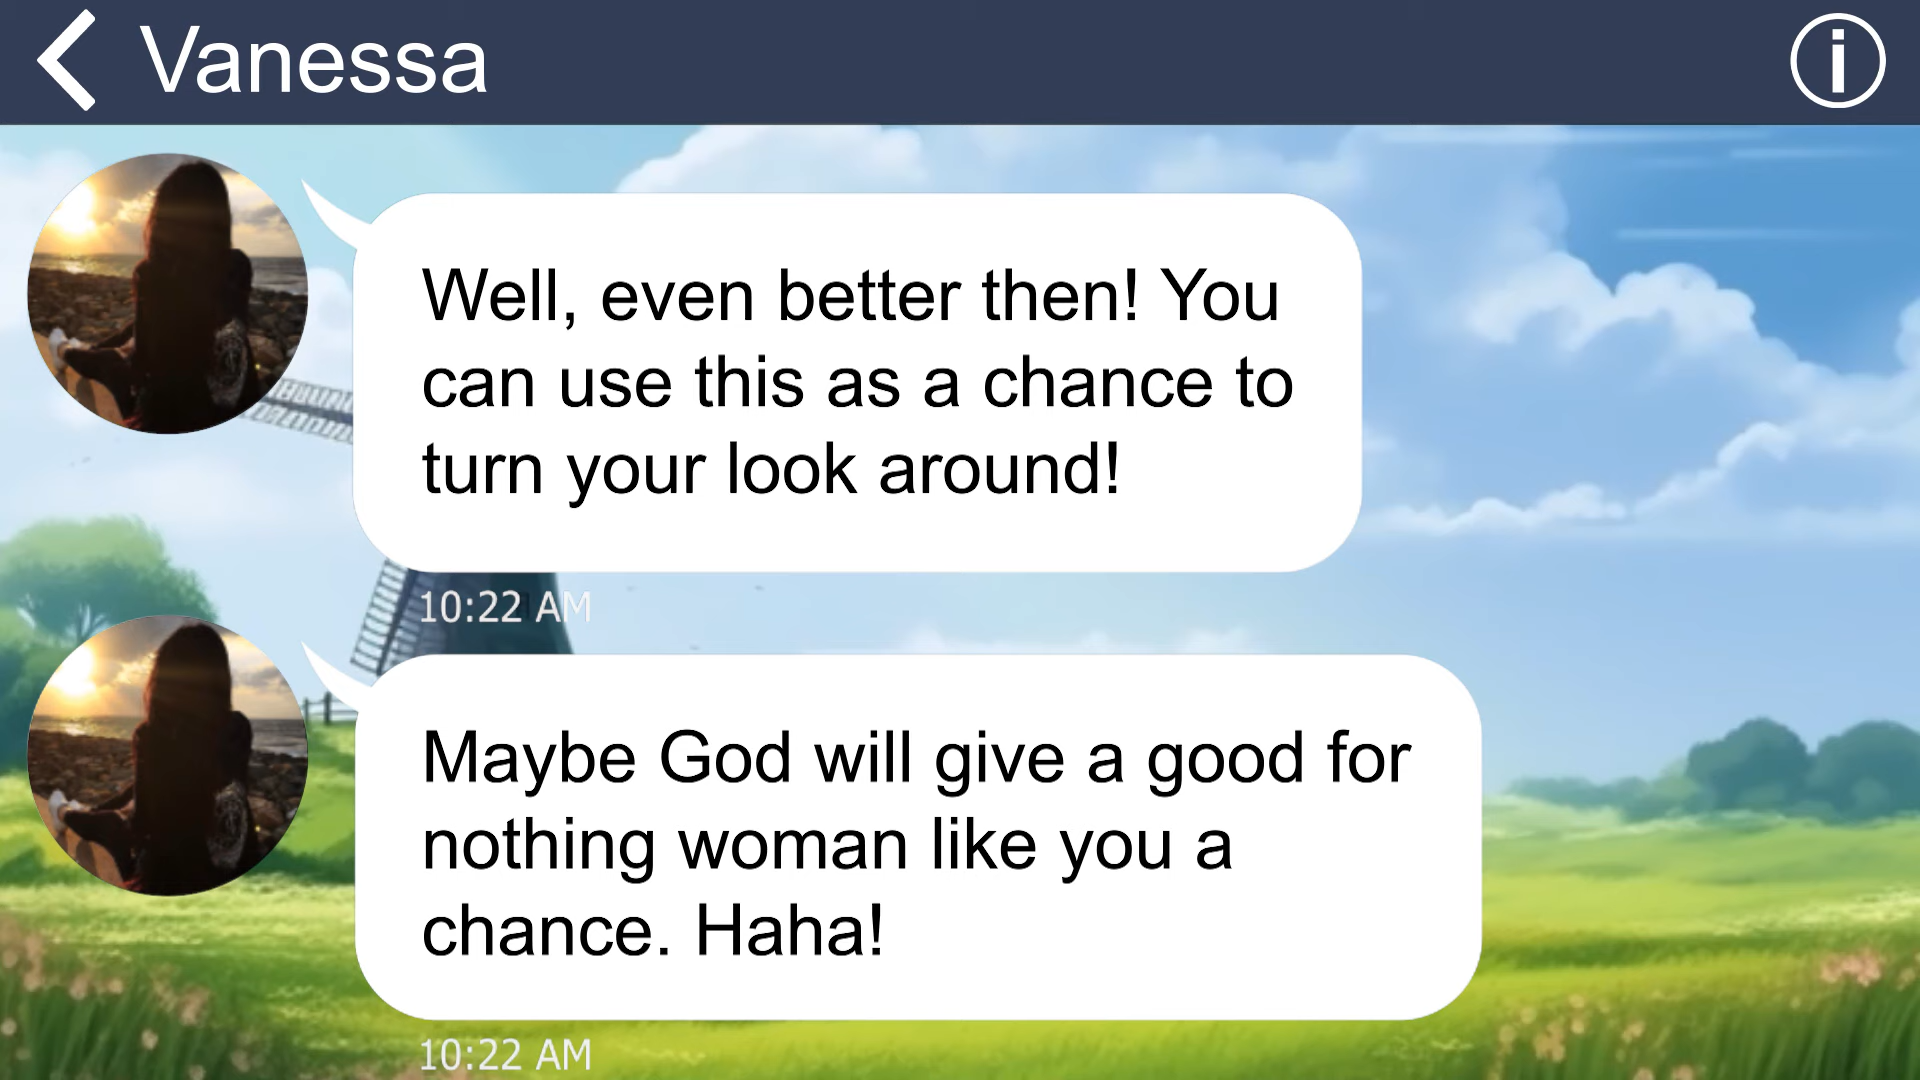 Vanessa
Well, even better then! You
can use this as a chance to
turn your look around!
10:22 AM
Maybe God will give a good for
nothing woman like you a
chance. Haha!
10:22 AM